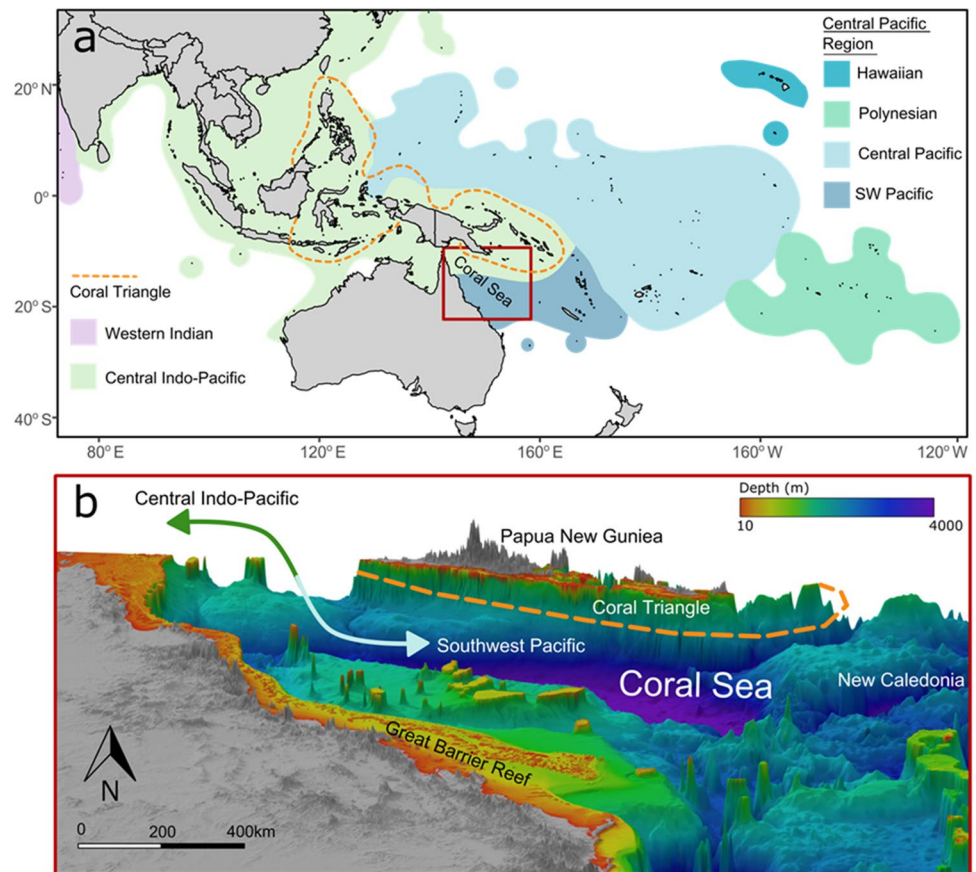 a
Central Pacific
Region
Hawaiian
Polynesian
Central Pacific
SW Pacific
20° N
0°
20° S
40° S
Coral Sea
Coral Triangle
Western Indian
Central Indo-Pacific
80° E
120° E
160° E
160° W
120° W
b
Central Indo-Pacific
Depth (m)
10
4000
Papua New Guniea
Coral Triangle
Southwest Pacific
Coral Sea
New Caledonia
Great Barrier Reef
N
0
200
400km